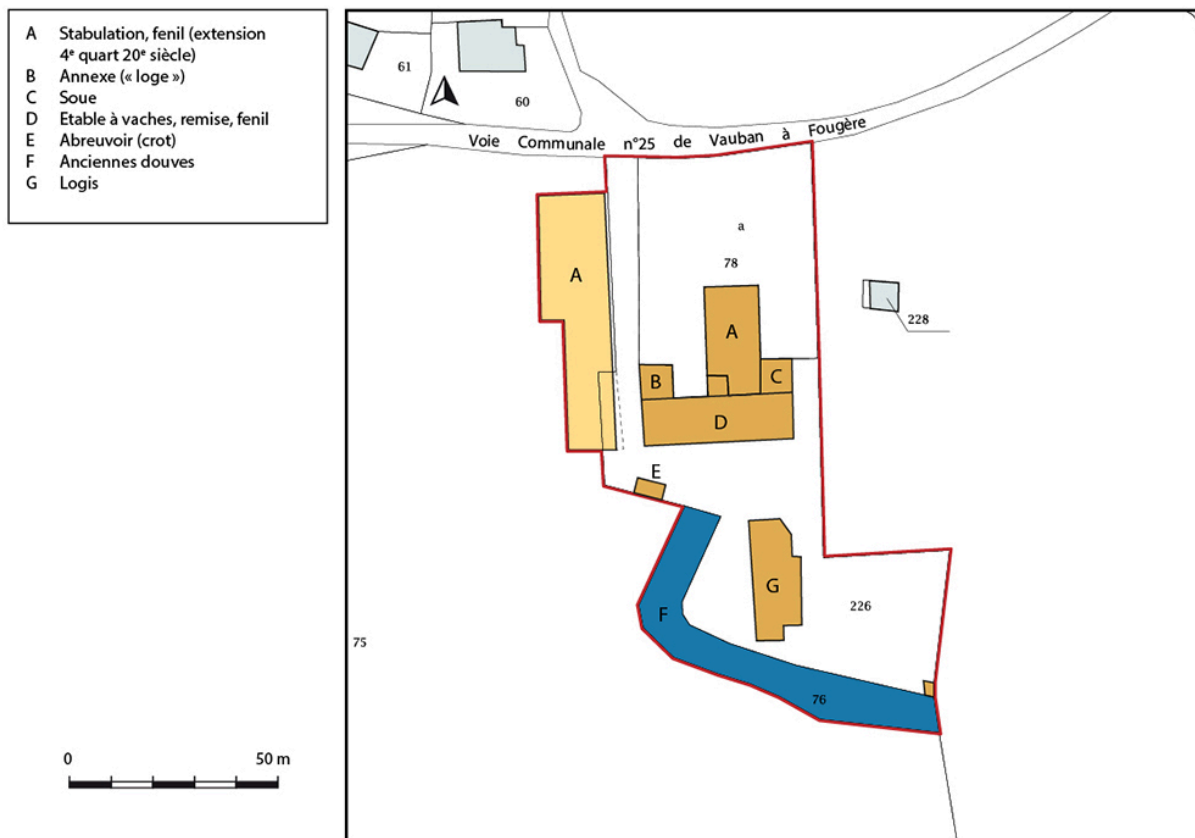 A Stabulation, fenil (extension
4e quart 20e siècle)
B Annexe (« loge »)
C Soue
D Etable à vaches, remise, fenil
E Abreuvoir (crot)
F Anciennes douves
G Logis
61
60
Voie Communale n°25 de Vauban à Fougère
a
78
A
A
228
B
C
D
E
G
226
F
75
76
0 50 m